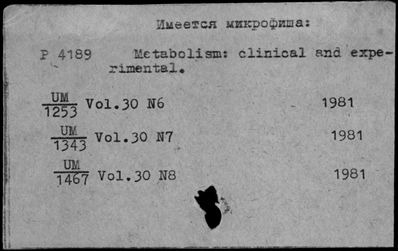 Имеется микрофиша:
P 4189 Metabolism: clinical and expe-
rimental.
UM
1253 Vol.30 N6 1981
UM
1343 Vol.30 N7 1981
UM
1467 Vol.30 N8 1981